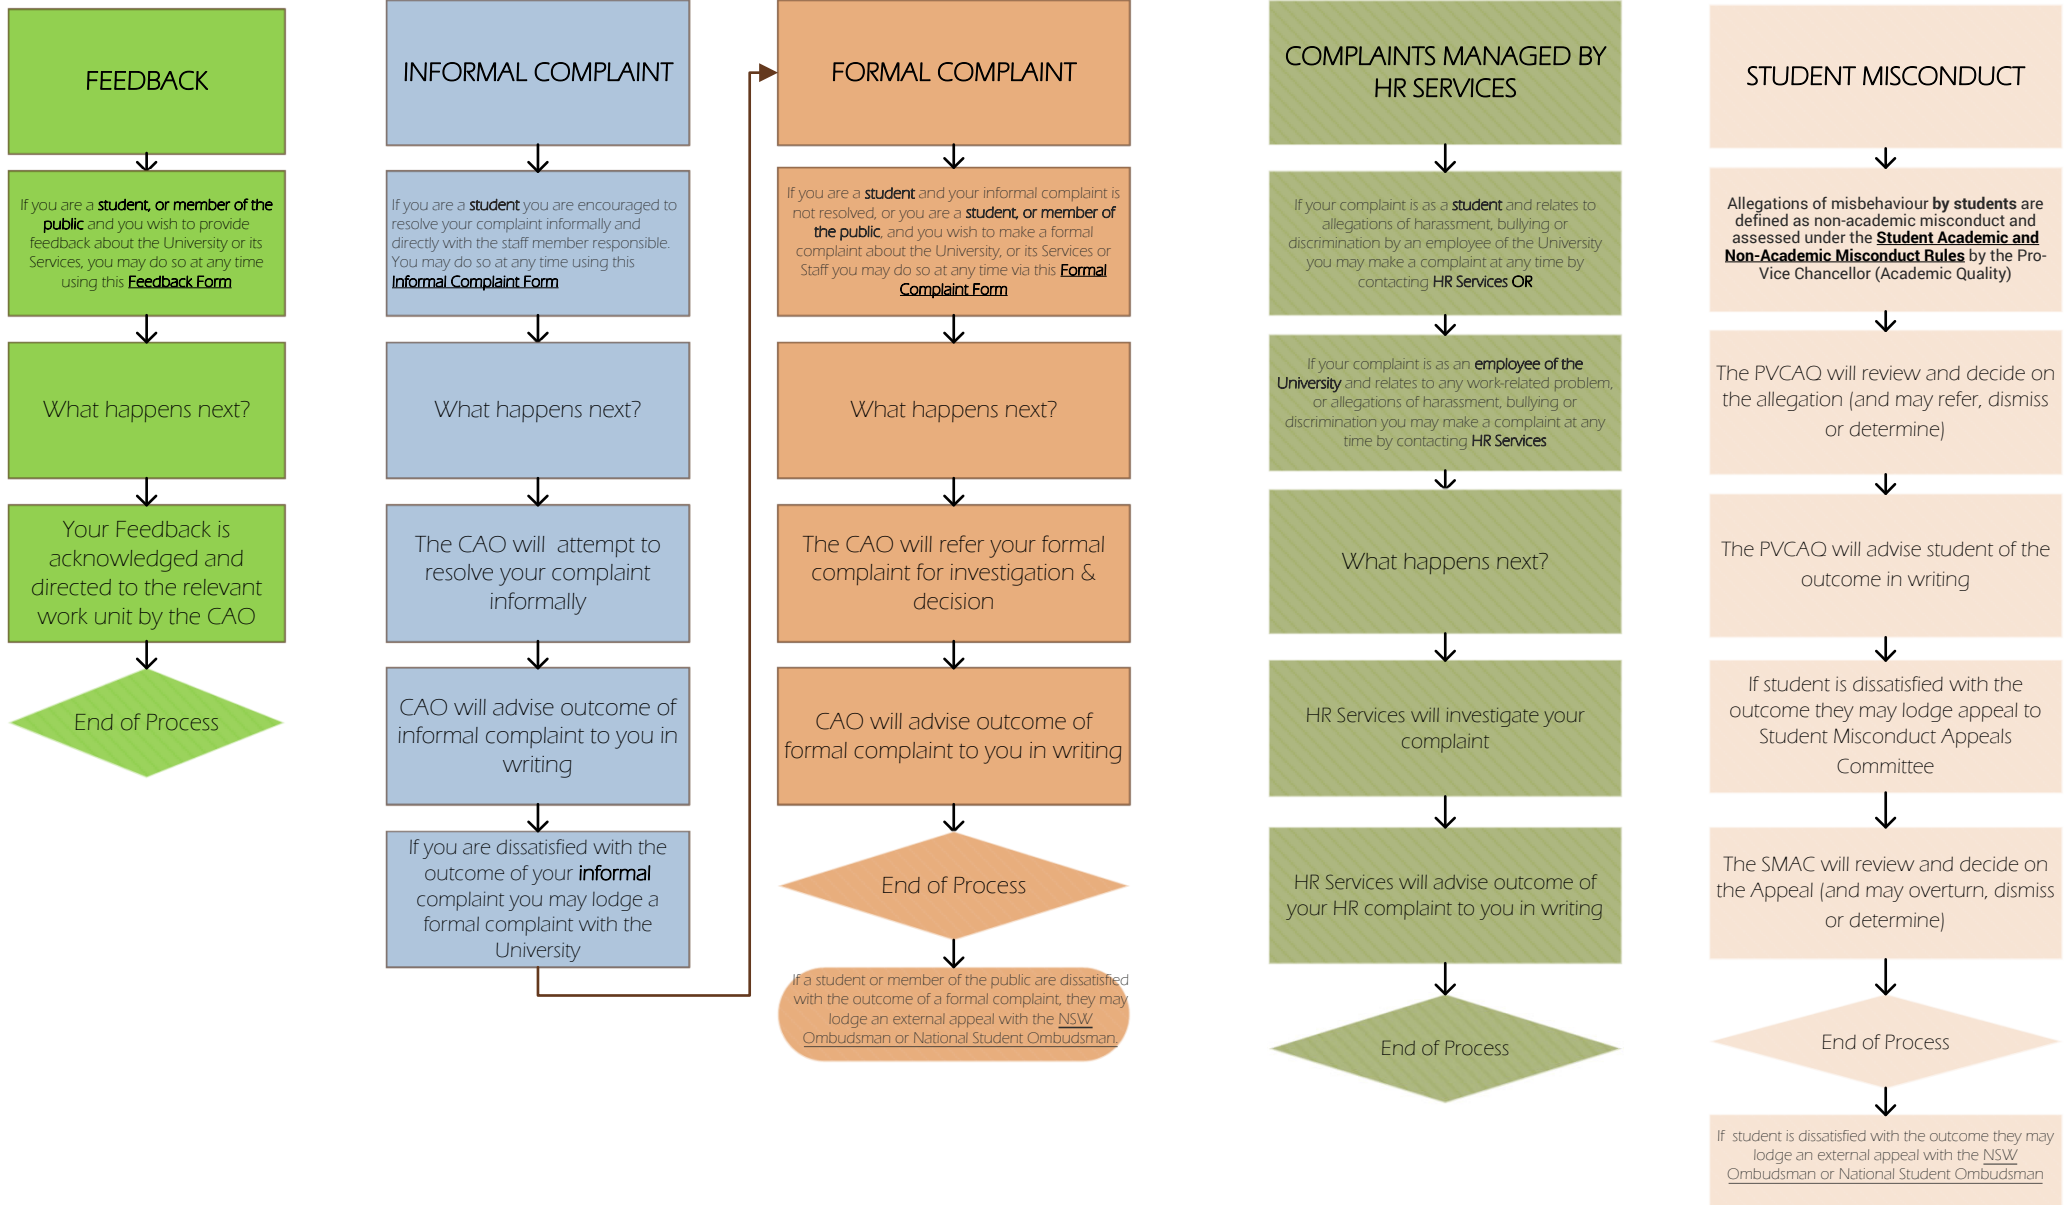 FEEDBACK
If you are a student, or member of the
public and you wish to provide
feedback about the University or its
Services, you may do so at any time
using this Feedback Form
What happens next?
Your Feedback is
acknowledged and
directed to the relevant
work unit by the CAO
End of Process
INFORMAL COMPLAINT
If you are a student you are encouraged to
resolve your complaint informally and
directly with the staff member responsible.
You may do so at any time using this
Informal Complaint Form
What happens next?
The CAO will attempt to
resolve your complaint
informally
CAO will advise outcome of
informal complaint to you in
writing
If you are dissatisfied with the
outcome of your informal
complaint you may lodge a
formal complaint with the
University
FORMAL COMPLAINT
If you are a student and your informal complaint is
not resolved, or you are a student, or member of
the public, and you wish to make a formal
complaint about the University, or its Services or
Staff you may do so at any time via this Formal
Complaint Form
What happens next?
The CAO will refer your formal
complaint for investigation &
decision
CAO will advise outcome of
formal complaint to you in writing
End of Process
If a student or member of the public are dissatisfied
with the outcome of a formal complaint, they may
lodge an external appeal with the NSW
Ombudsman or National Student Ombudsman.
COMPLAINTS MANAGED BY
HR SERVICES
If your complaint is as a student and relates to
allegations of harassment, bullying or
discrimination by an employee of the University
you may make a complaint at any time by
contacting HR Services OR
If your complaint is as an employee of the
University and relates to any work-related problem,
or allegations of harassment, bullying or
discrimination you may make a complaint at any
time by contacting HR Services
What happens next?
HR Services will investigate your
complaint
HR Services will advise outcome of
your HR complaint to you in writing
End of Process
STUDENT MISCONDUCT
Allegations of misbehaviour by students are
defined as non-academic misconduct and
assessed under the Student Academic and
Non-Academic Misconduct Rules by the Pro-
Vice Chancellor (Academic Quality)
The PVCAQ will review and decide on
the allegation (and may refer, dismiss
or determine)
The PVCAQ will advise student of the
outcome in writing
If student is dissatisfied with the
outcome they may lodge appeal to
Student Misconduct Appeals
Committee
The SMAC will review and decide on
the Appeal (and may overturn, dismiss
or determine)
End of Process
If student is dissatisfied with the outcome they may
lodge an external appeal with the NSW
Ombudsman or National Student Ombudsman